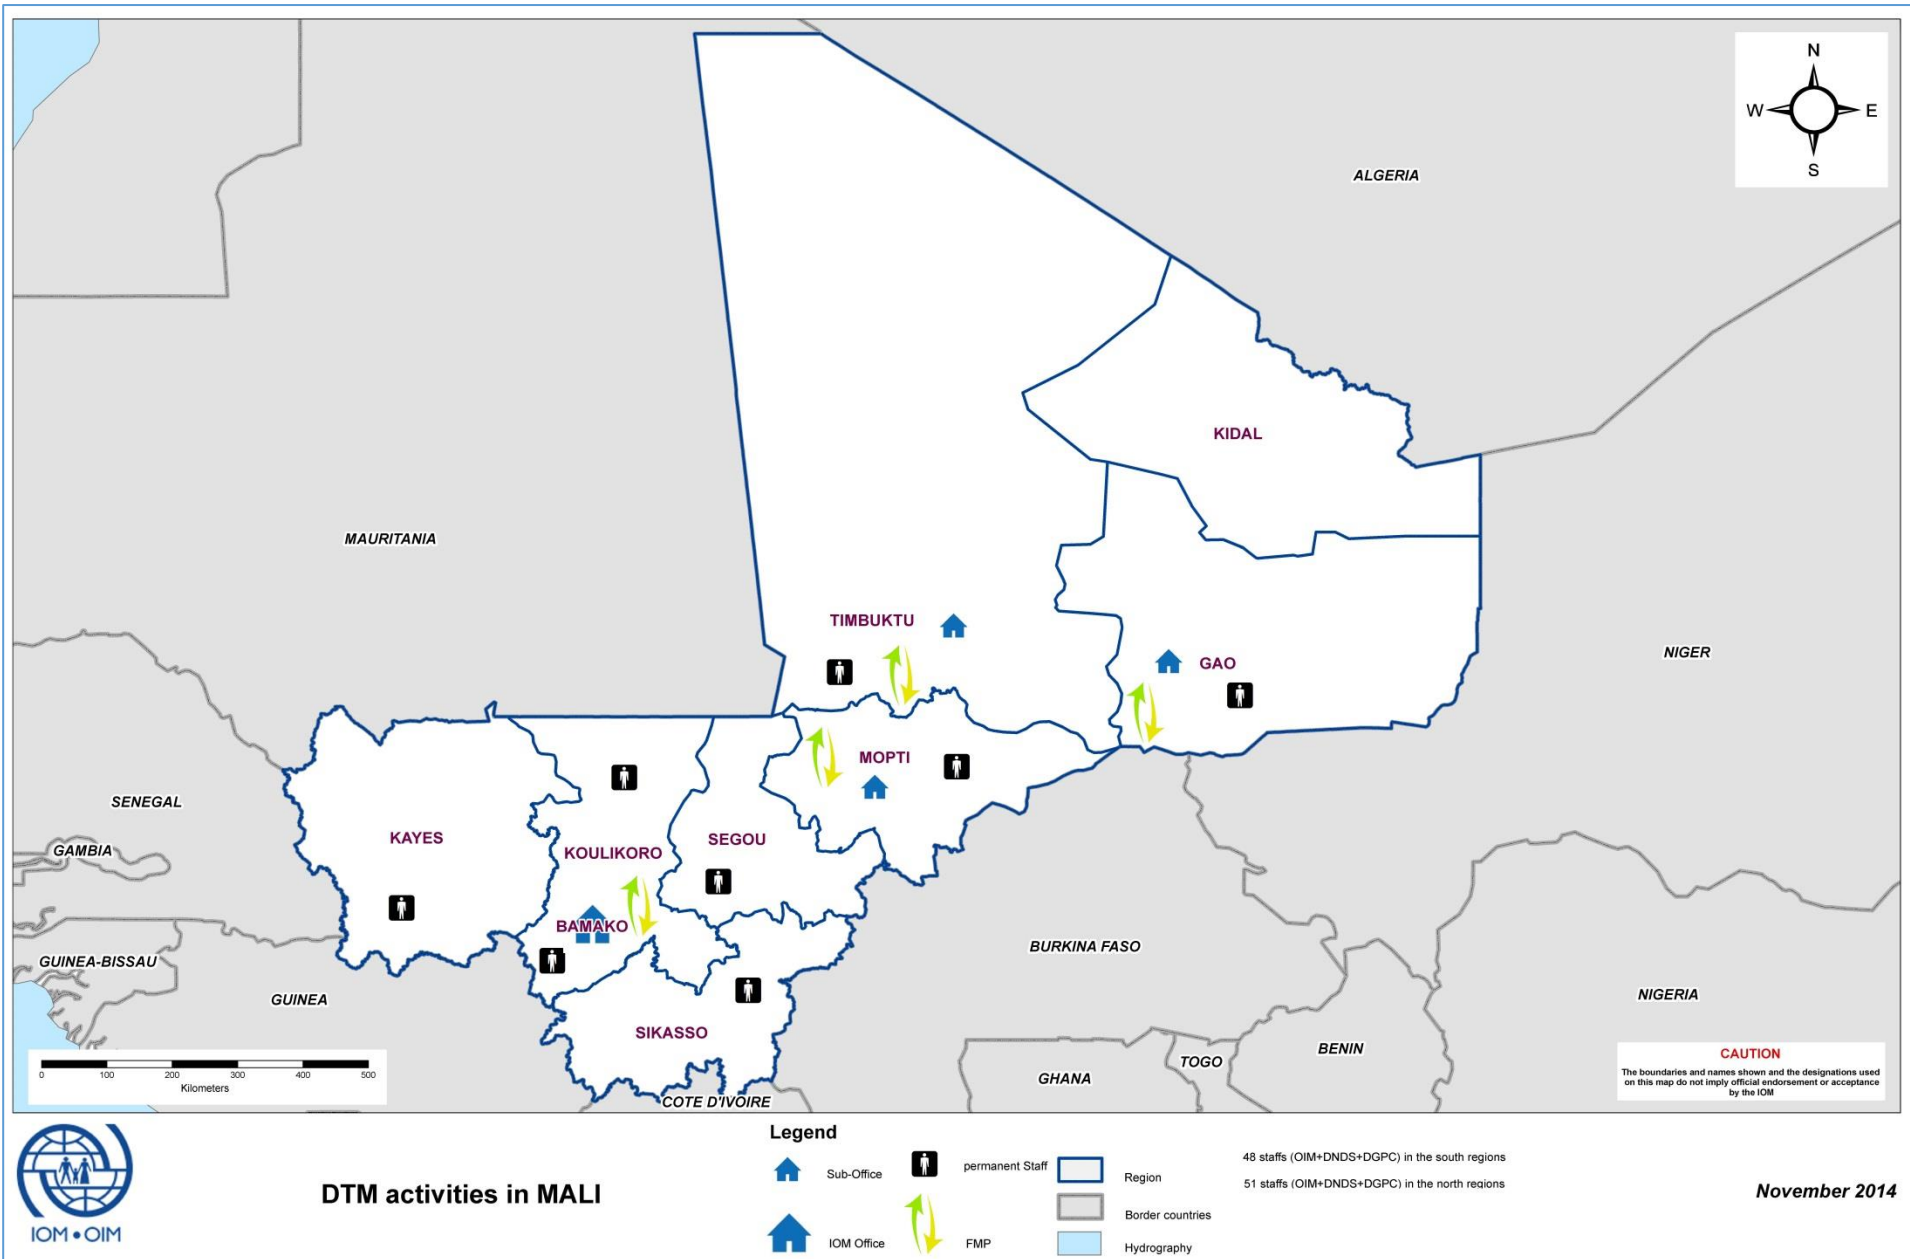 N
W
E
S
ALGERIA
KIDAL
MAURITANIA
TIMBUKTU
NIGER
GAO
MOPTI
SENEGAL
KAYES
SEGOU
GAMBIA
KOULIKORO
BAMAKO
BURKINA FASO
GUINEA-BISSAU
GUINEA
NIGERIA
SIKASSO
BENIN
TOGO
GHANA
COTE D'IVOIRE
0 100 200 300 400 500
Kilometers
CAUTION
The boundaries and names shown and the designations used
on this map do not imply official endorsement or acceptance
by the IOM
IOM • OIM
DTM activities in MALI
Legend
Sub-Office
permanent Staff
Region
IOM Office
FMP
Border countries
Hydrography
48 staffs (OIM+DNDS+DGPC) in the south regions
51 staffs (OIM+DNDS+DGPC) in the north regions
November 2014